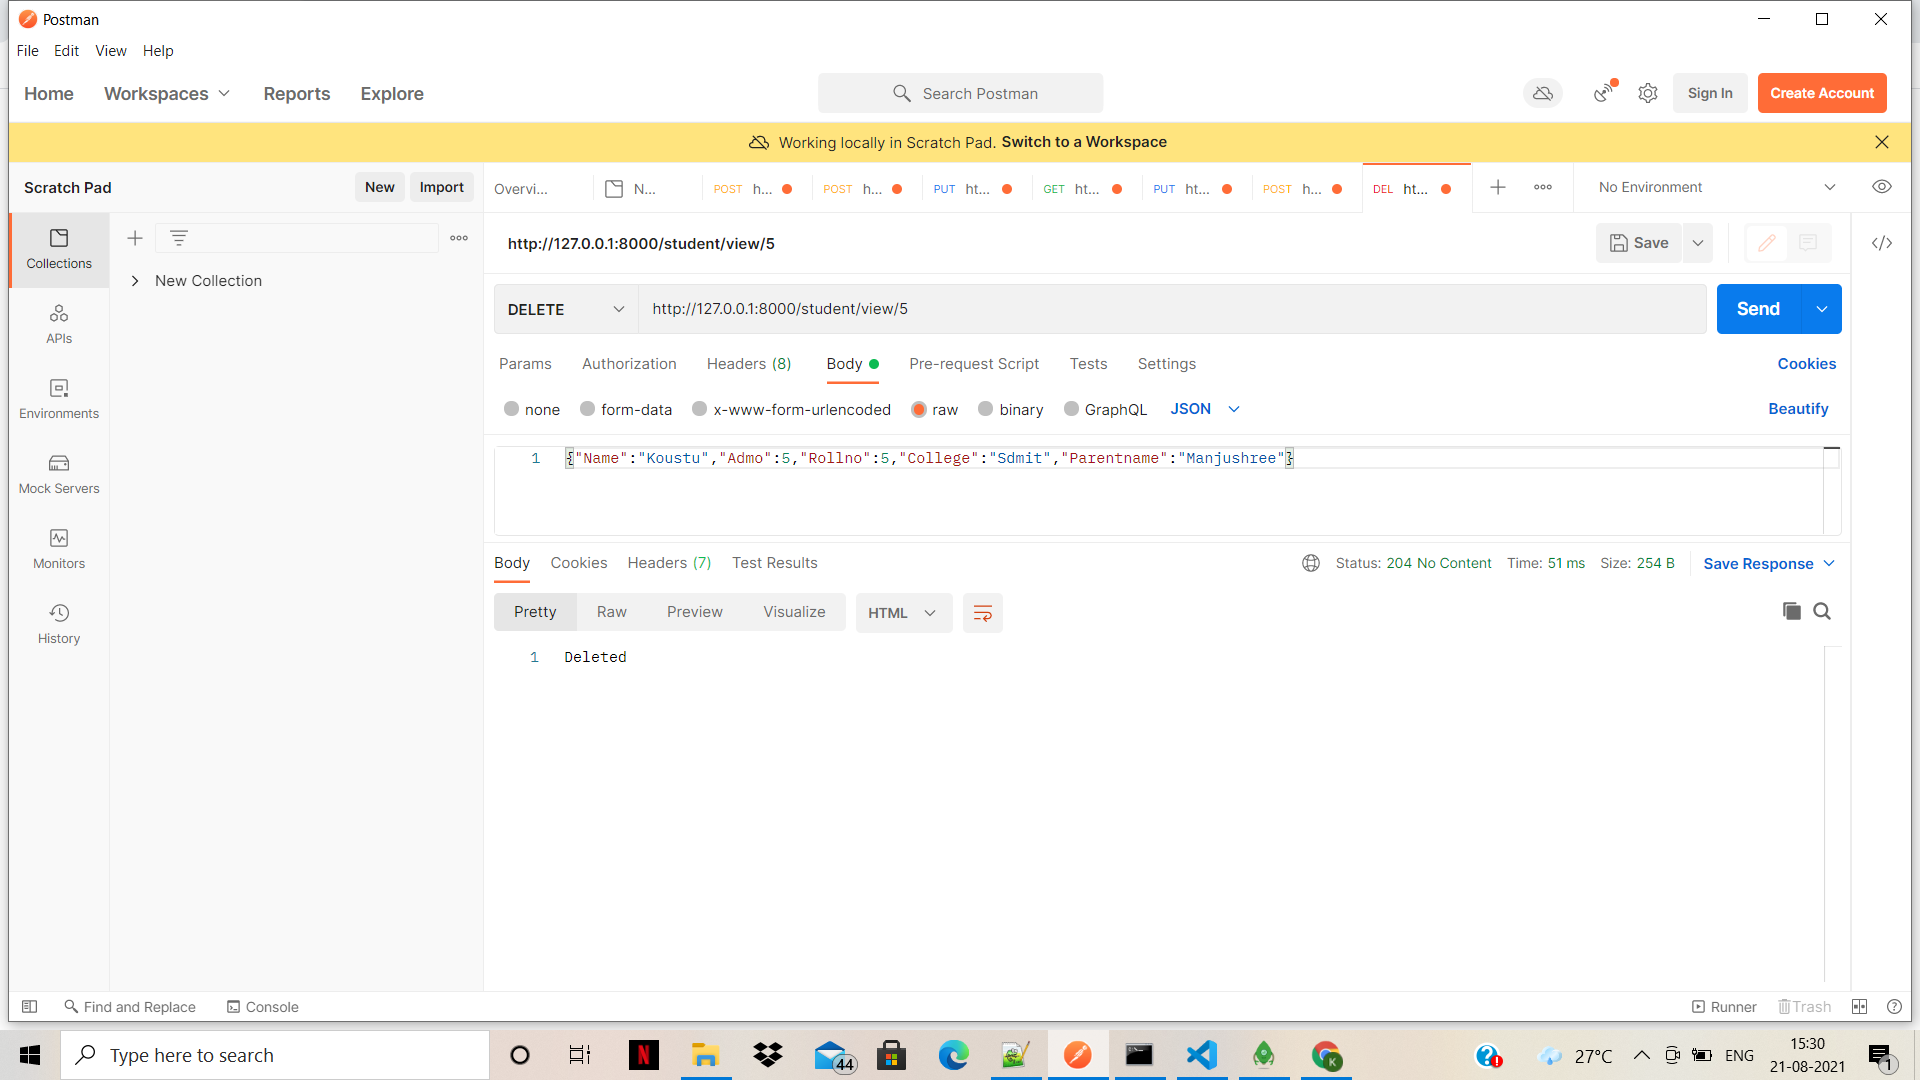 Postman
File Edit View Help
Home Workspaces Reports Explore Search Postman Sign In Create Account
Working locally in Scratch Pad. Switch to a Workspace
Scratch Pad New Import Overvi... N... POST h... POST h... PUT ht... GET ht... PUT ht... POST h... DEL ht... No Environment
http://127.0.0.1:8000/student/view/5 Save
Collections
New Collection
DELETE http://127.0.0.1:8000/student/view/5 Send
APIs
Params Authorization Headers (8) Body Pre-request Script Tests Settings Cookies
Environments
none form-data x-www-form-urlencoded raw binary GraphQL JSON Beautify
1 {"Name":"Koustu","Admo":5,"Rollno":5,"College":"Sdmit","Parentname":"Manjushree"}
Mock Servers
Monitors
Body Cookies Headers (7) Test Results Status: 204 No Content Time: 51 ms Size: 254 B Save Response
Pretty Raw Preview Visualize HTML
History
1 Deleted
Find and Replace Console Runner Trash
Type here to search 44 27°C ENG 15:30
21-08-2021 1